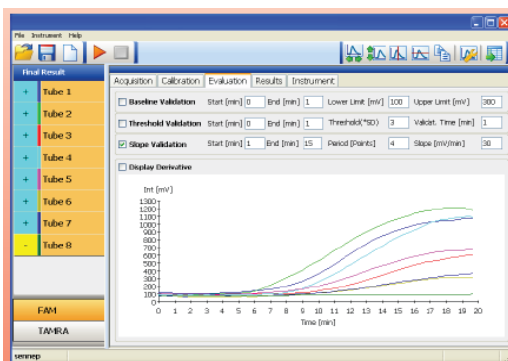 File Instrument Help
Final Result
+ Tube 1
+ Tube 2
+ Tube 3
+ Tube 4
+ Tube 5
+ Tube 6
+ Tube 7
- Tube 8
FAM
TAMRA
sennep
Acquisition Calibration Evaluation Results Instrument
Baseline Validation Start [min] 0 End [min] 1 Lower Limit [mV] 100 Upper Limit [mV] 300
Threshold Validation Start [min] 0 End [min] 1 Threshold(*SD) 3 Validat. Time [min] 1
Slope Validation Start [min] 1 End [min] 15 Period [Points] 4 Slope [mV/min] 30
Display Derivative
Int [mV]
1300
1200
1100
1000
900
800
700
600
500
400
300
200
100
0
0 1 2 3 4 5 6 7 8 9 10 11 12 13 14 15 16 17 18 19 20
Time [min]